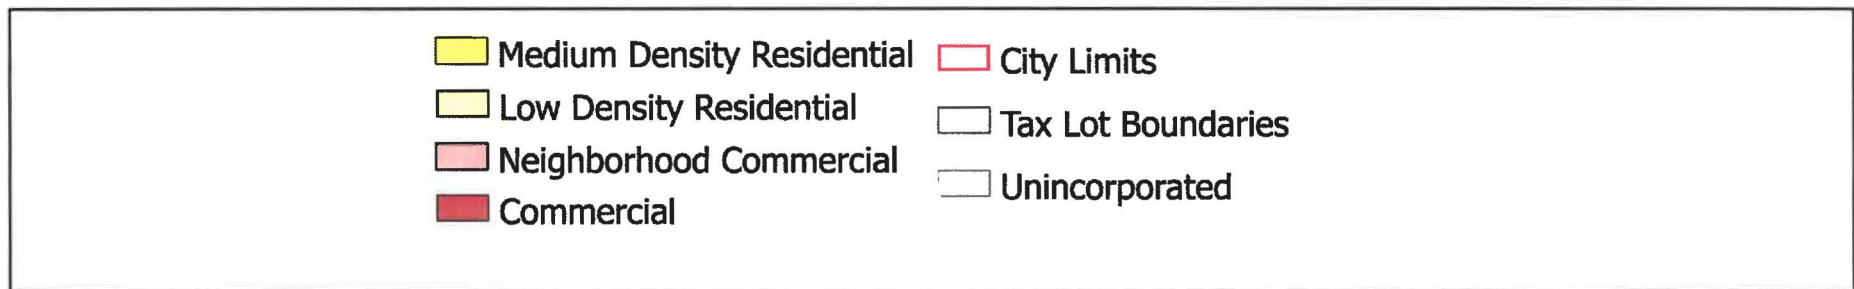 Medium Density Residential
Low Density Residential
Neighborhood Commercial
Commercial
City Limits
Tax Lot Boundaries
Unincorporated